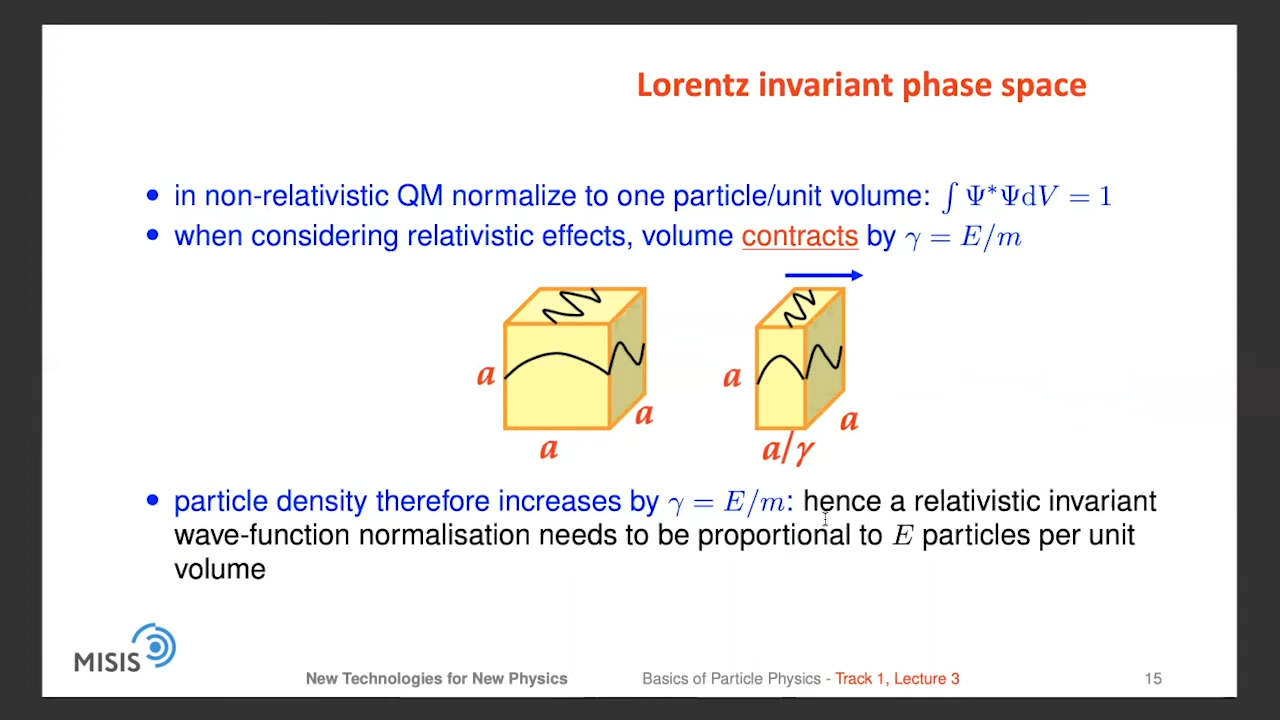 Lorentz invariant phase space
• in non-relativistic QM normalize to one particle/unit volume: ∫ Ψ*ΨdV = 1
• when considering relativistic effects, volume contracts by γ = E/m
a
a
a
a
a
a/γ
• particle density therefore increases by γ = E/m: hence a relativistic invariant
wave-function normalisation needs to be proportional to E particles per unit
volume
MISIS
New Technologies for New Physics
Basics of Particle Physics - Track 1, Lecture 3
15